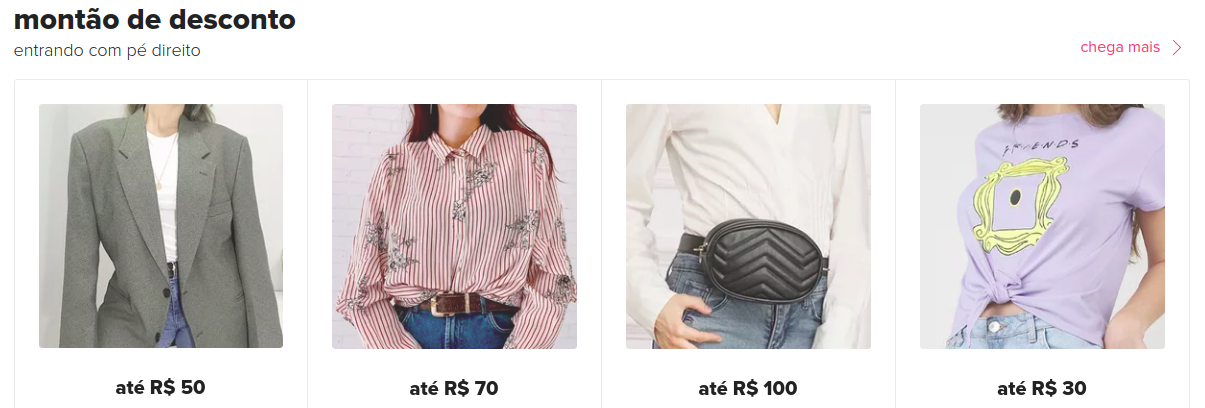 montão de desconto
entrando com pé direito
chega mais
FRIENDS
até R$ 50
até R$ 70
até R$ 100
até R$ 30